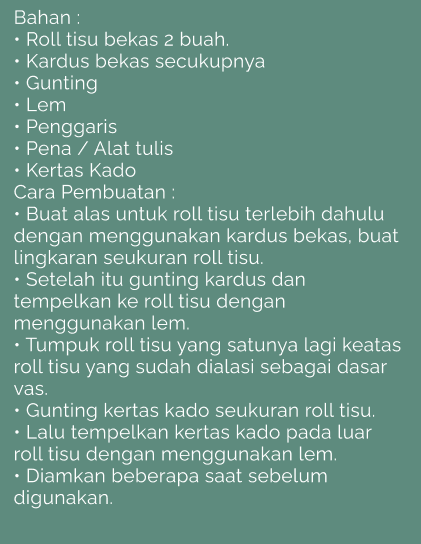 Bahan :
• Roll tisu bekas 2 buah.
• Kardus bekas secukupnya
• Gunting
• Lem
• Penggaris
• Pena / Alat tulis
• Kertas Kado
Cara Pembuatan :
• Buat alas untuk roll tisu terlebih dahulu
dengan menggunakan kardus bekas, buat
lingkaran seukuran roll tisu.
• Setelah itu gunting kardus dan
tempelkan ke roll tisu dengan
menggunakan lem.
• Tumpuk roll tisu yang satunya lagi keatas
roll tisu yang sudah dialasi sebagai dasar
vas.
• Gunting kertas kado seukuran roll tisu.
• Lalu tempelkan kertas kado pada luar
roll tisu dengan menggunakan lem.
• Diamkan beberapa saat sebelum
digunakan.